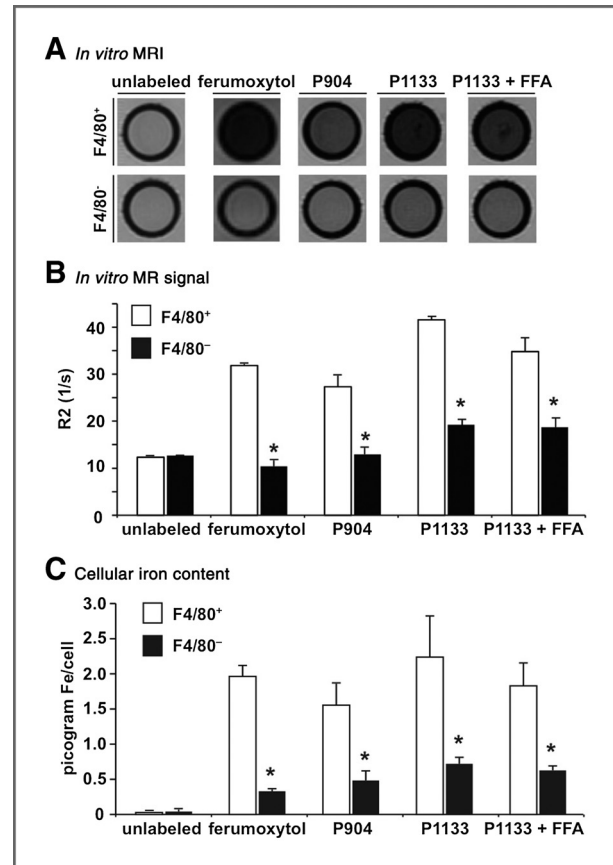 A In vitro MRI
unlabeled ferumoxytol P904 P1133 P1133 + FFA
F4/80⁺
F4/80⁻
B In vitro MR signal
F4/80⁺
F4/80⁻
R2 (1/s)
40
30
20
10
0
* * * *
unlabeled ferumoxytol P904 P1133 P1133 + FFA
C Cellular iron content
F4/80⁺
F4/80⁻
picogram Fe/cell
3.0
2.5
2.0
1.5
1.0
0.5
0
* * * *
unlabeled ferumoxytol P904 P1133 P1133 + FFA